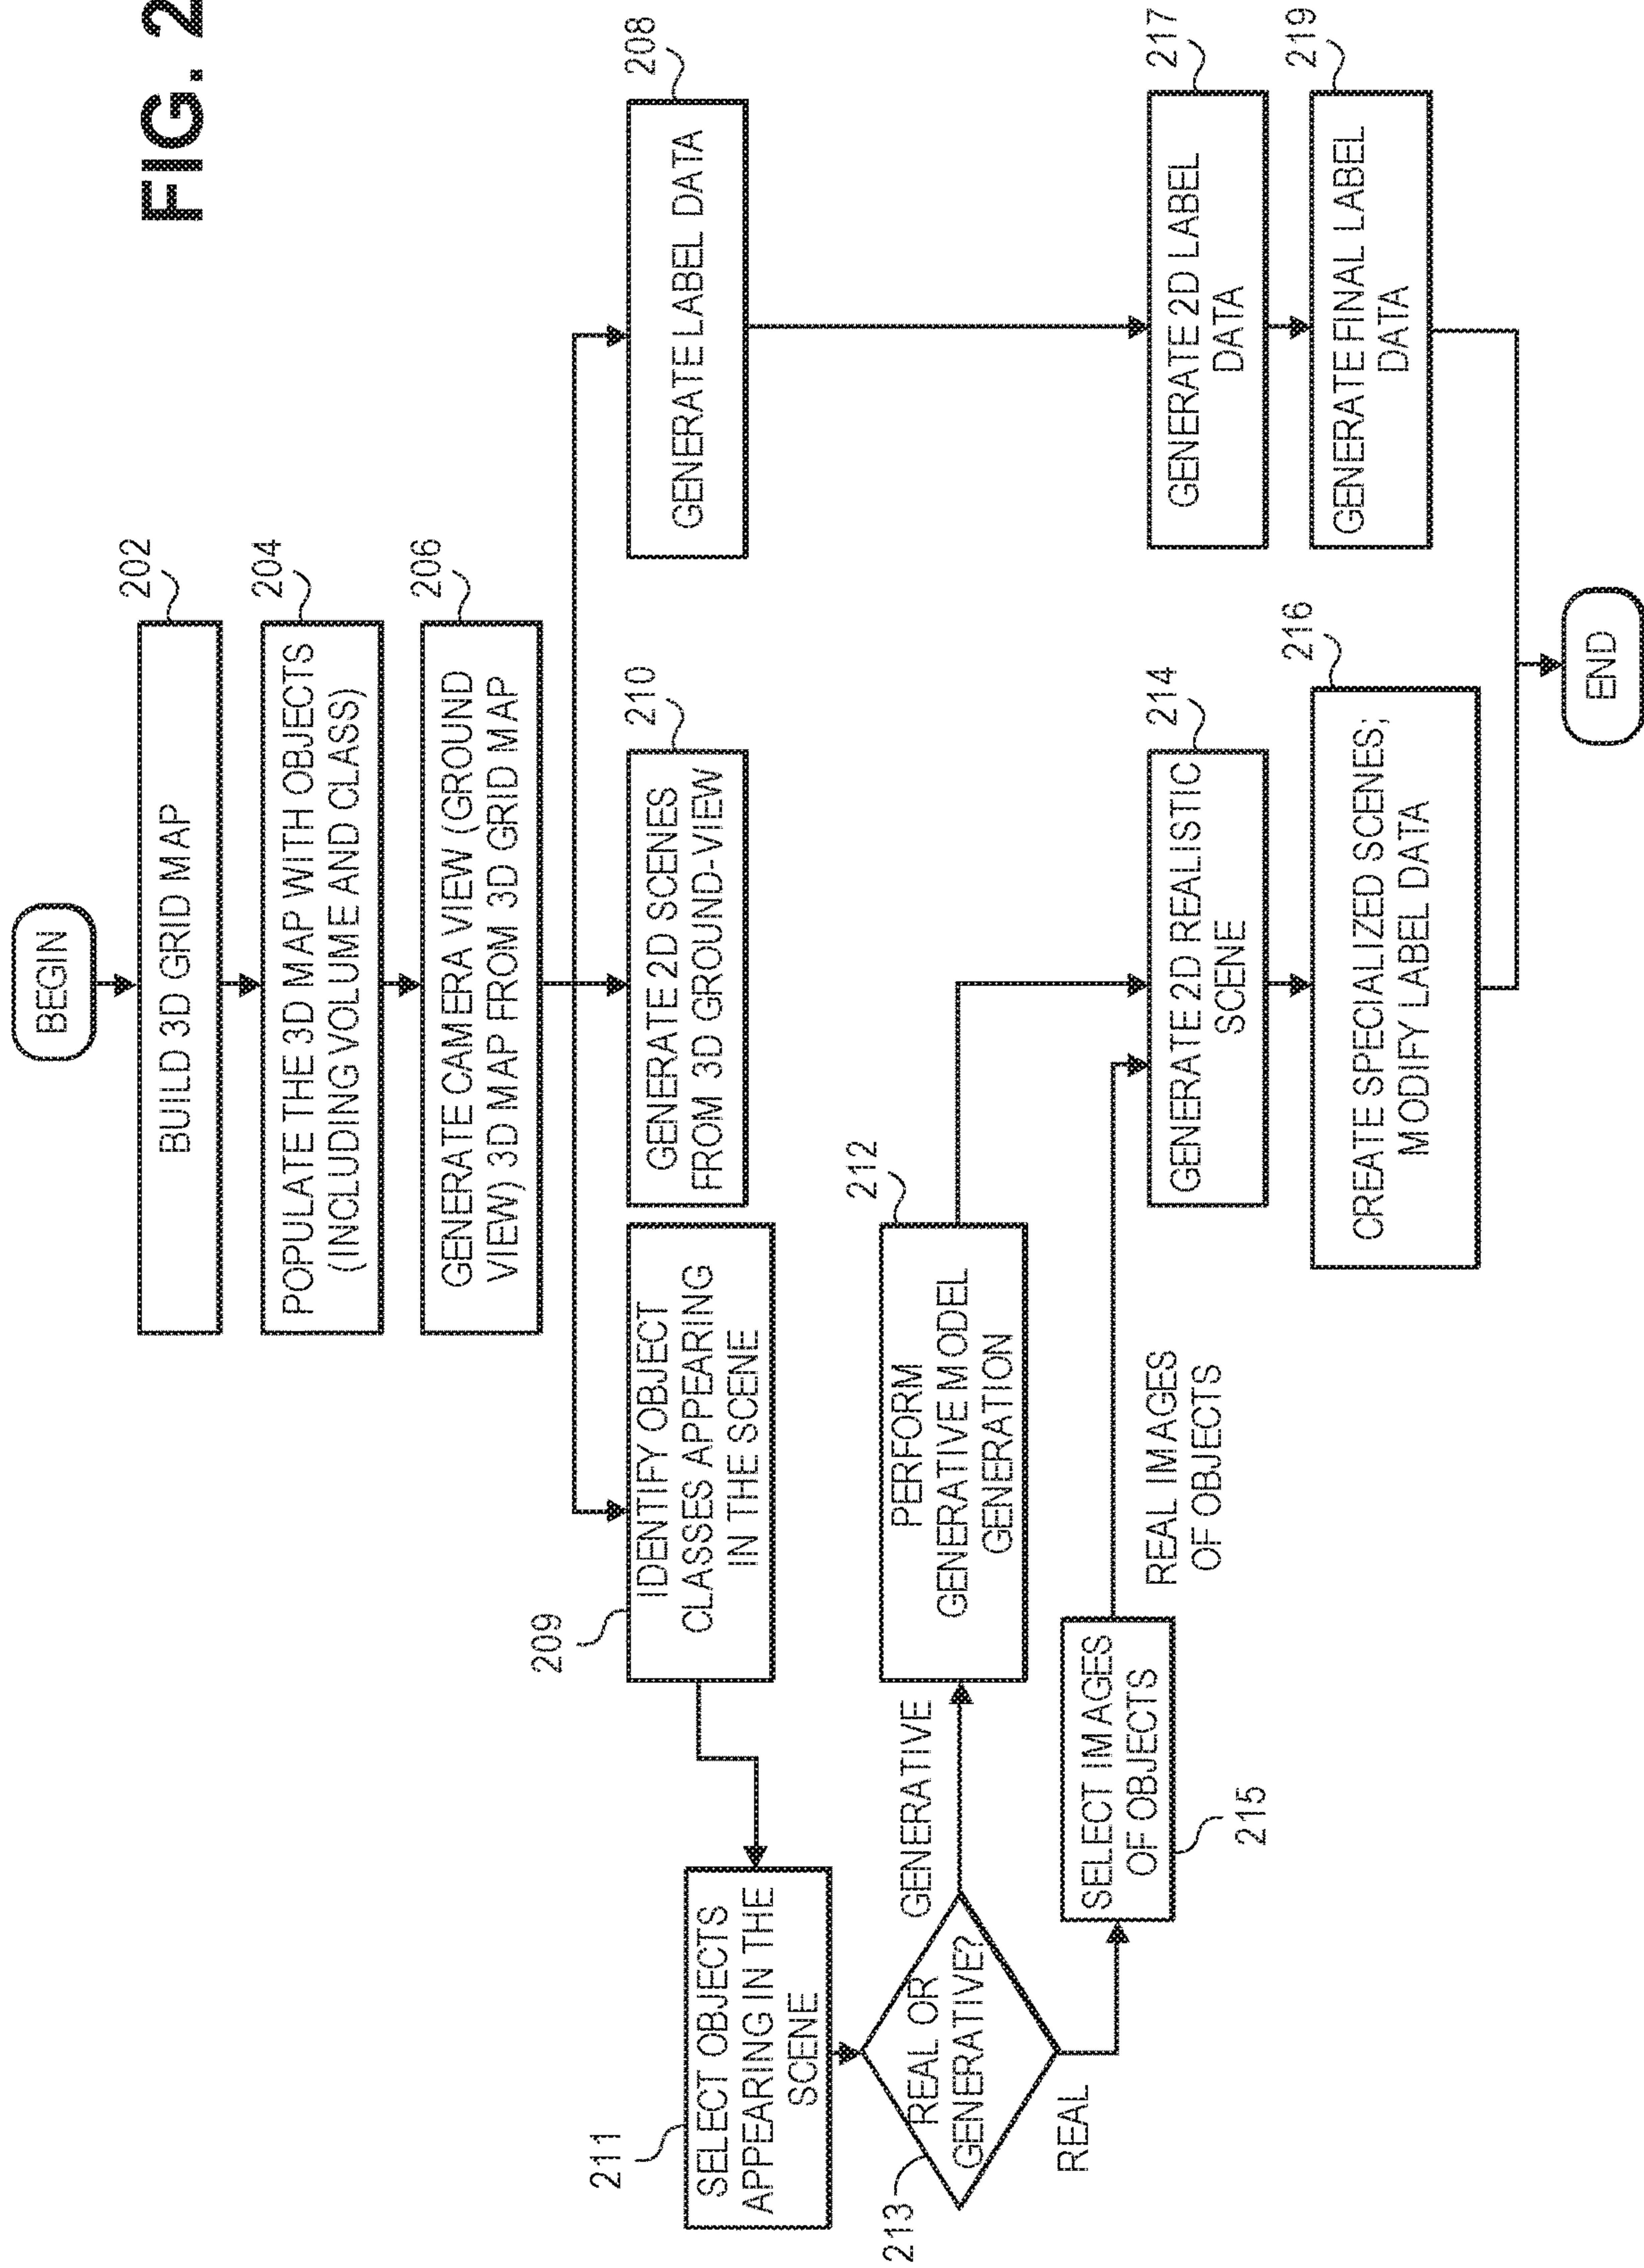 FIG. 2
BEGIN
202
BUILD 3D GRID MAP
204
POPULATE THE 3D MAP WITH OBJECTS
(INCLUDING VOLUME AND CLASS)
206
GENERATE CAMERA VIEW (GROUND
VIEW) 3D MAP FROM 3D GRID MAP
209
IDENTIFY OBJECT
CLASSES APPEARING
IN THE SCENE
210
GENERATE 2D SCENES
FROM 3D GROUND-VIEW
208
GENERATE LABEL DATA
211
SELECT OBJECTS
APPEARING IN THE
SCENE
213
REAL OR
GENERATIVE?
GENERATIVE
REAL
212
PERFORM
GENERATIVE MODEL
GENERATION
SELECT IMAGES
OF OBJECTS
215
REAL IMAGES
OF OBJECTS
214
GENERATE 2D REALISTIC
SCENE
216
CREATE SPECIALIZED SCENES;
MODIFY LABEL DATA
217
GENERATE 2D LABEL
DATA
219
GENERATE FINAL LABEL
DATA
END